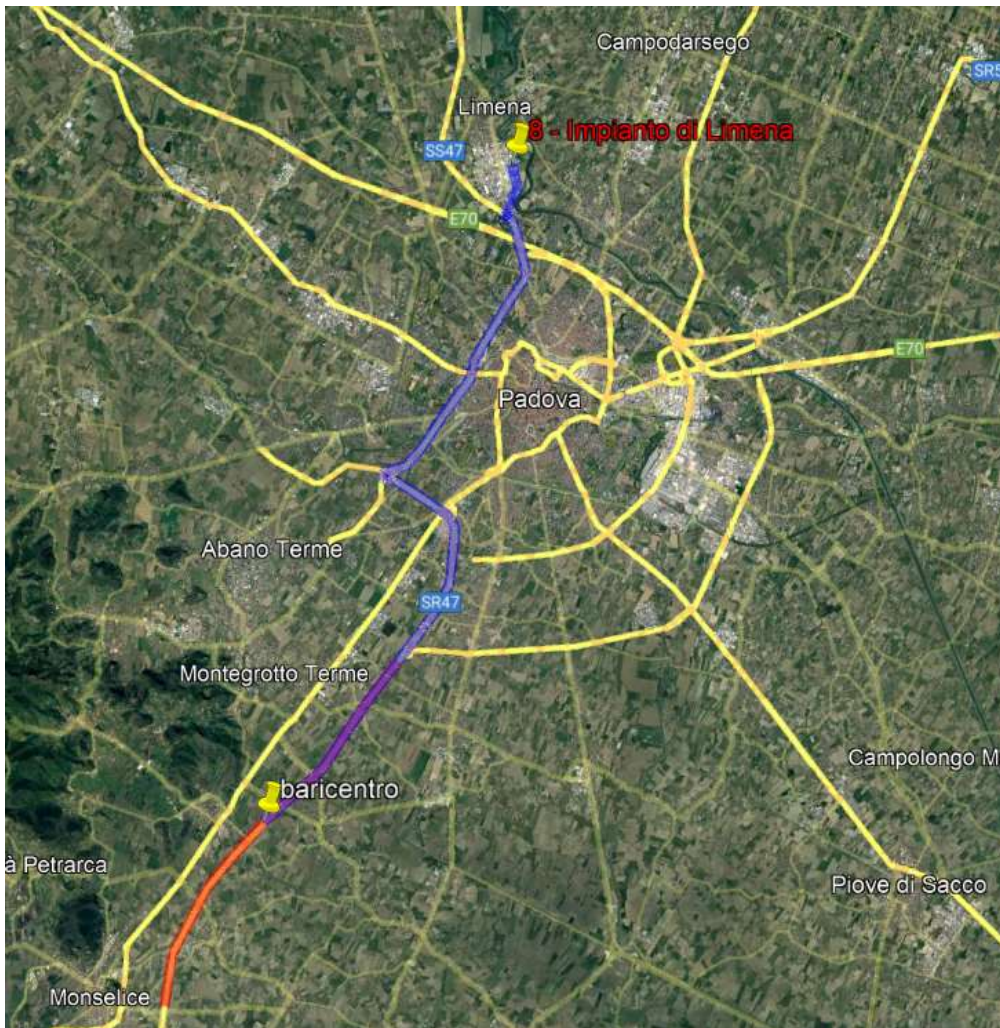 Campodarsego
SR5
Limena
8 - Impianto di Limena
SS47
E70
E70
Padova
Abano Terme
SR47
Montegrotto Terme
Campolongo M
baricentro
à Petrarca
Piove di Sacco
Monselice